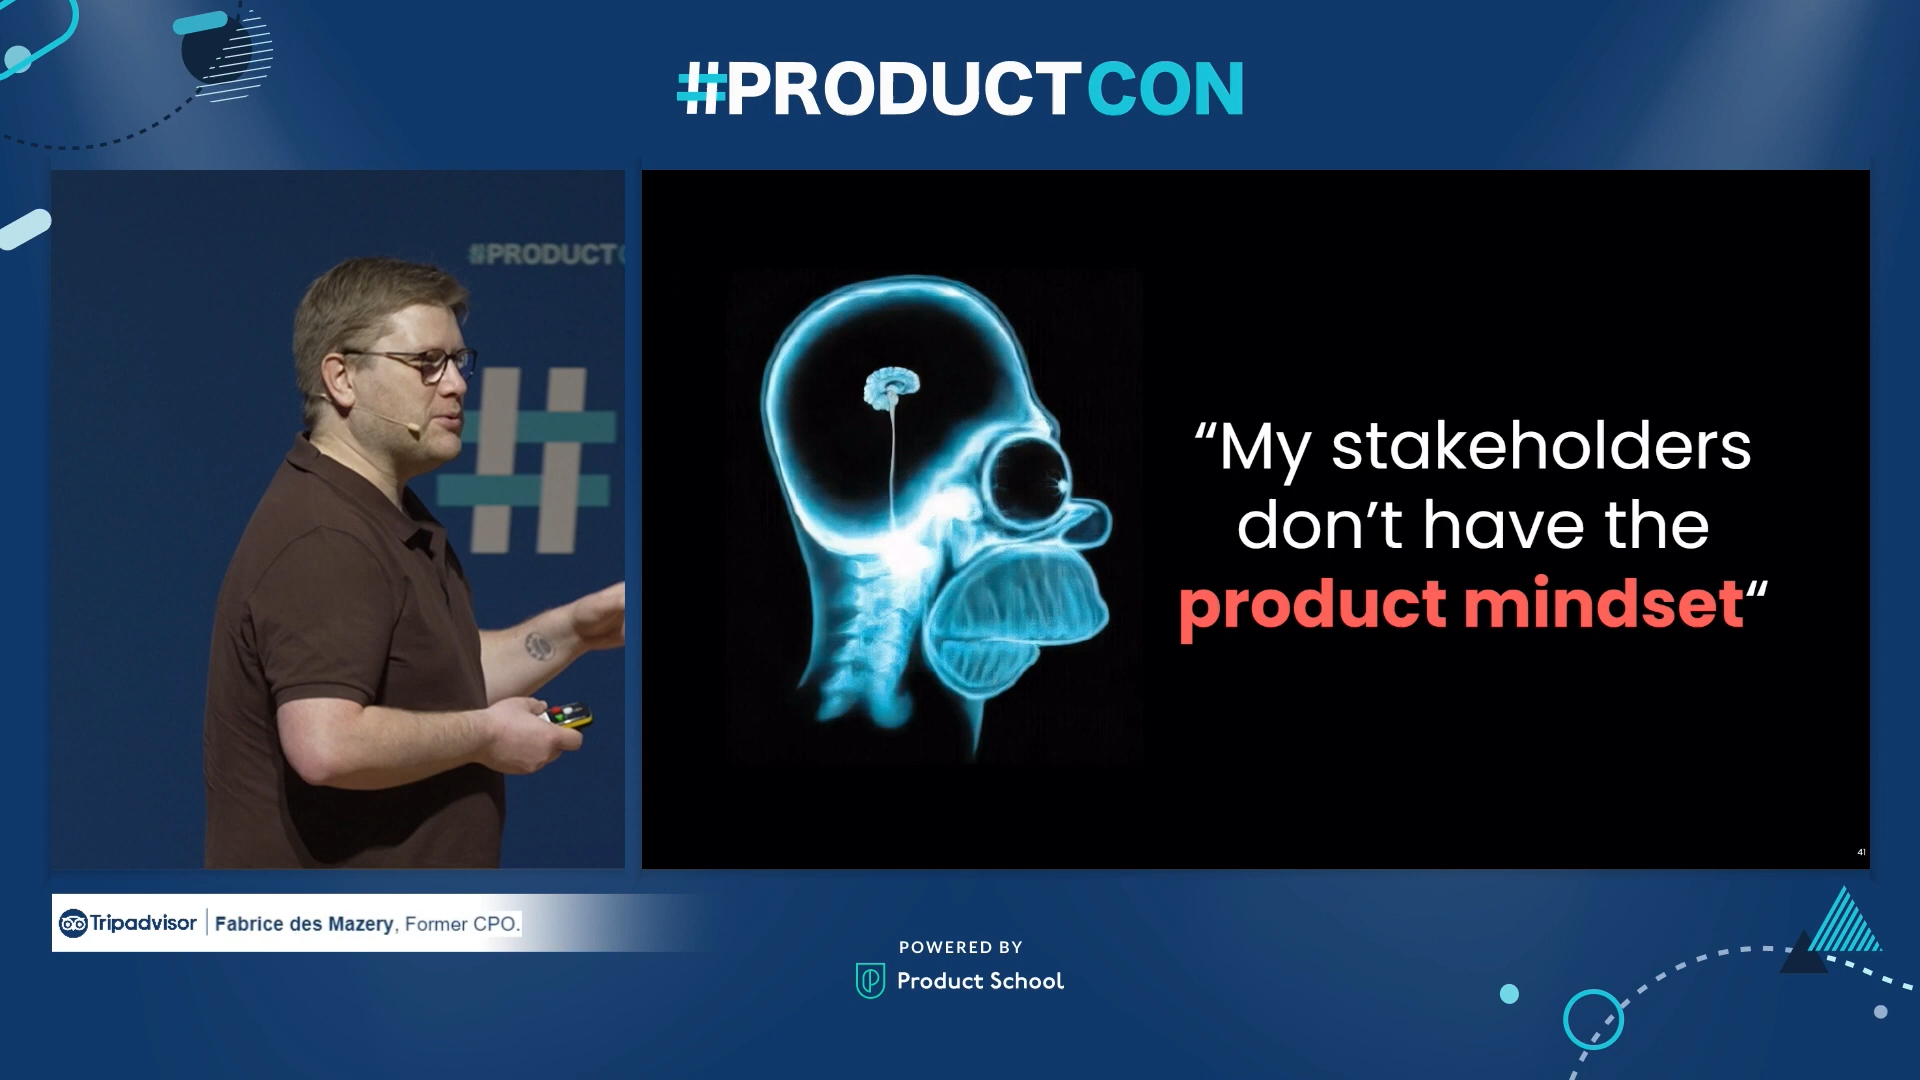 #PRODUCTCON
#PRODUCTC
#
“My stakeholders
don’t have the
product mindset“
41
Tripadvisor
Fabrice des Mazery, Former CPO.
POWERED BY
Product School